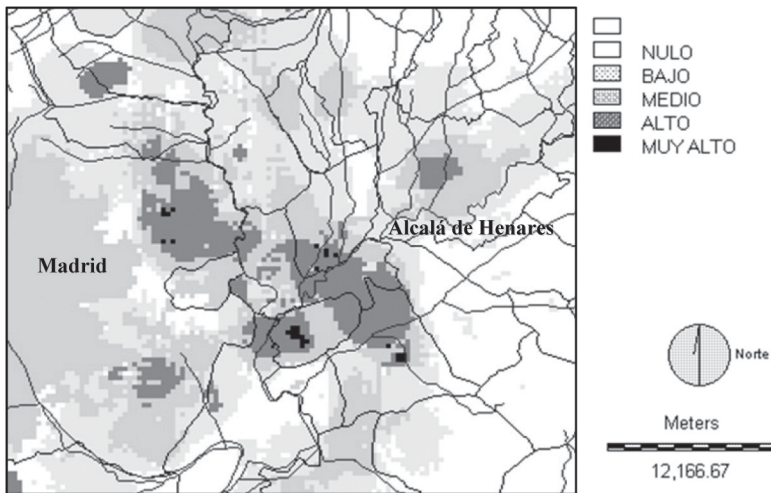 NULO
BAJO
MEDIO
ALTO
MUY ALTO
Alcalá de Henares
Madrid
Norte
Meters
12,166.67